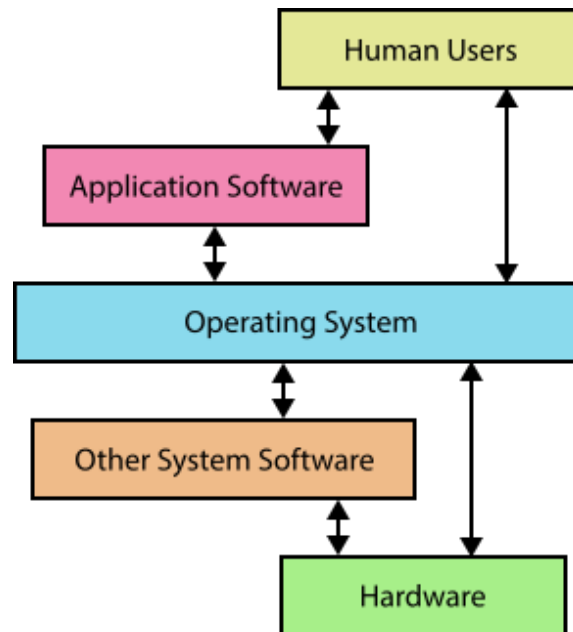 Human Users
Application Software
Operating System
Other System Software
Hardware